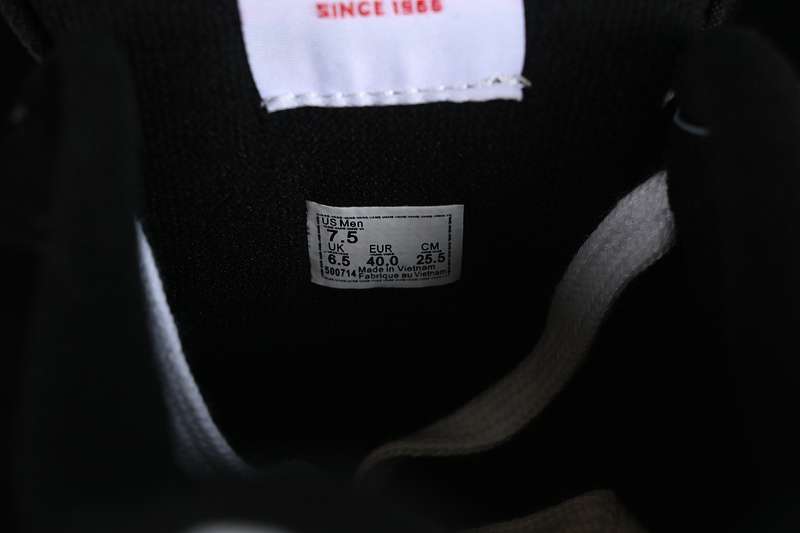 SINCE 1966
US Men
7.5
UK EUR CM
6.5 40.0 25.5
500714 Made in Vietnam
Fabrique au Vietnam